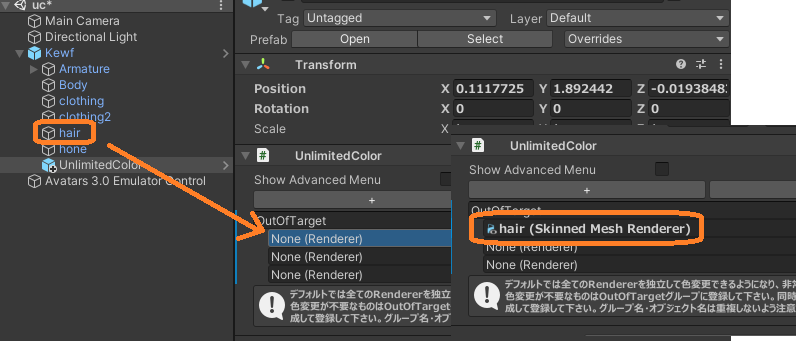 uc*
Main Camera
Directional Light
Kewf
Armature
Body
clothing
clothing2
hair
hone
UnlimitedColor
Avatars 3.0 Emulator Control
Tag Untagged Layer Default
Prefab Open Select Overrides
Transform
Position X 0.1117725 Y 1.892442 Z -0.01938483
Rotation X 0 Y 0 Z 0
Scale
UnlimitedColor
Show Advanced Menu
+
OutOfTarget
None (Renderer)
None (Renderer)
None (Renderer)
デフォルトでは全てのRendererを独立
色変更が不要なものはOutOfTarget
成して登録して下さい。グループ名・オブ
UnlimitedColor
Show Advanced Menu
+
OutOfTarget
hair (Skinned Mesh Renderer)
None (Renderer)
None (Renderer)
デフォルトでは全てのRendererを独立して色変更できるようになり、非常
色変更が不要なものはOutOfTargetグループに登録して下さい。同時
成して登録して下さい。グループ名・オブジェクト名は重複しないよう注意